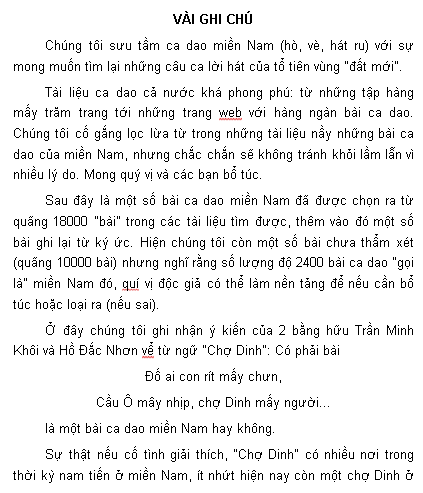 VÀI GHI CHÚ
Chúng tôi sưu tầm ca dao miền Nam (hò, vè, hát ru) với sự
mong muốn tìm lại những câu ca lời hát của tổ tiên vùng "đất mới".
Tài liệu ca dao cả nước khá phong phú: từ những tập hàng
mấy trăm trang tới những trang web với hàng ngàn bài ca dao.
Chúng tôi cố gắng lọc lừa từ trong những tài liệu nầy những bài ca
dao của miền Nam, nhưng chắc chắn sẽ không tránh khỏi lầm lẫn vì
nhiều lý do. Mong quý vị và các bạn bổ túc.
Sau đây là một số bài ca dao miền Nam đã được chọn ra từ
quãng 18000 "bài" trong các tài liệu tìm được, thêm vào đó một số
bài ghi lại từ ký ức. Hiện chúng tôi còn một số bài chưa thẩm xét
(quãng 10000 bài) nhưng nghĩ rằng số lượng độ 2400 bài ca dao "gọi
là" miền Nam đó, quí vị độc giả có thể làm nền tảng để nếu cần bổ
túc hoặc loại ra (nếu sai).
Ở đây chúng tôi ghi nhận ý kiến của 2 bằng hữu Trần Minh
Khôi và Hồ Đắc Nhơn về từ ngữ "Chợ Dinh": Có phải bài
Đố ai con rít mấy chưn,
Cầu Ô mấy nhịp, chợ Dinh mấy người...
là một bài ca dao miền Nam hay không.
Sự thật nếu cố tình giải thích, "Chợ Dinh" có nhiều nơi trong
thời kỳ nam tiến ở miền Nam, ít nhứt hiện nay còn một chợ Dinh ở